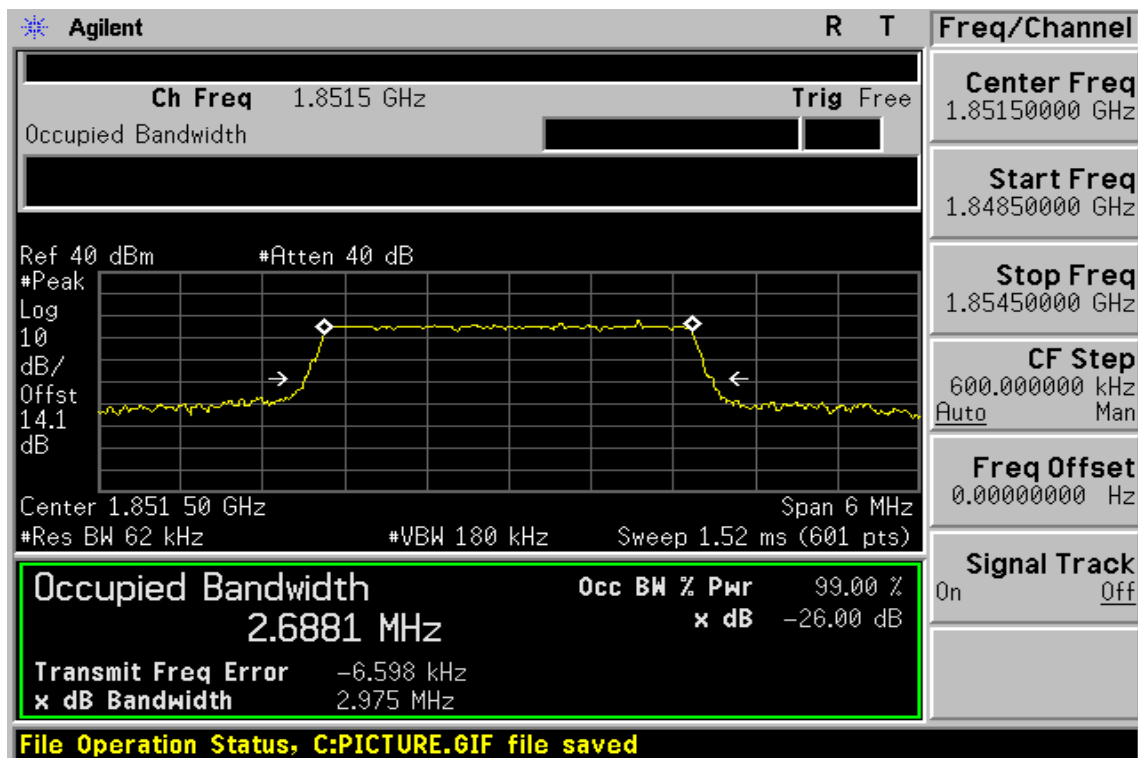 Agilent R T
Ch Freq 1.8515 GHz Trig Free
Occupied Bandwidth
Ref 40 dBm #Atten 40 dB
#Peak
Log
10
dB/
Offst
14.1
dB
Center 1.851 50 GHz Span 6 MHz
#Res BW 62 kHz #VBW 180 kHz Sweep 1.52 ms (601 pts)
Occupied Bandwidth
2.6881 MHz
Occ BW % Pwr 99.00 %
x dB -26.00 dB
Transmit Freq Error -6.598 kHz
x dB Bandwidth 2.975 MHz
File Operation Status, C:PICTURE.GIF file saved
Freq/Channel
Center Freq
1.85150000 GHz
Start Freq
1.84850000 GHz
Stop Freq
1.85450000 GHz
CF Step
600.000000 kHz
Auto Man
Freq Offset
0.00000000 Hz
Signal Track
On Off